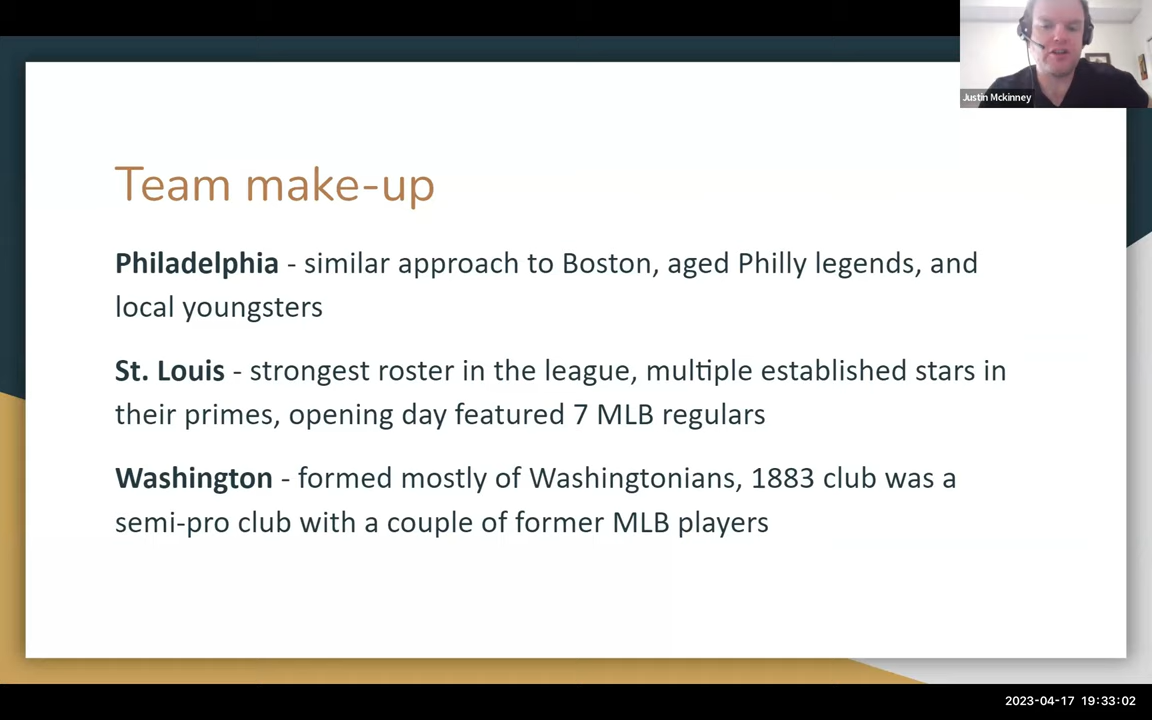 Justin Mckinney
Team make-up
Philadelphia - similar approach to Boston, aged Philly legends, and
local youngsters
St. Louis - strongest roster in the league, multiple established stars in
their primes, opening day featured 7 MLB regulars
Washington - formed mostly of Washingtonians, 1883 club was a
semi-pro club with a couple of former MLB players
2023-04-17 19:33:02